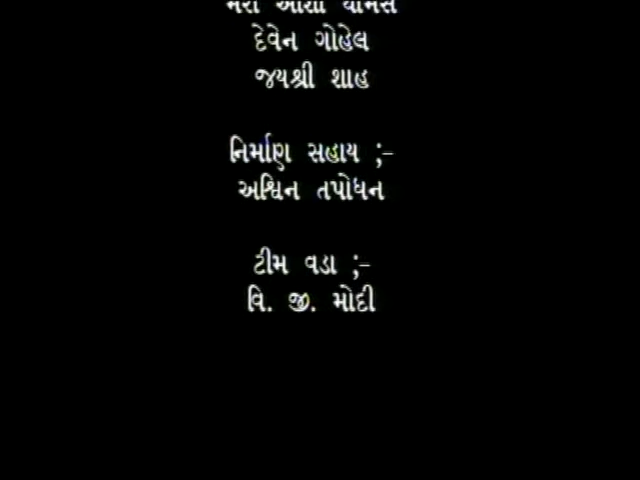 દેવેન ગોહેલ
જયશ્રી શાહ
નિર્માણ સહાય ;-
અશ્વિન તપોધન
ટીમ વડા ;-
વિ. જી. મોદી